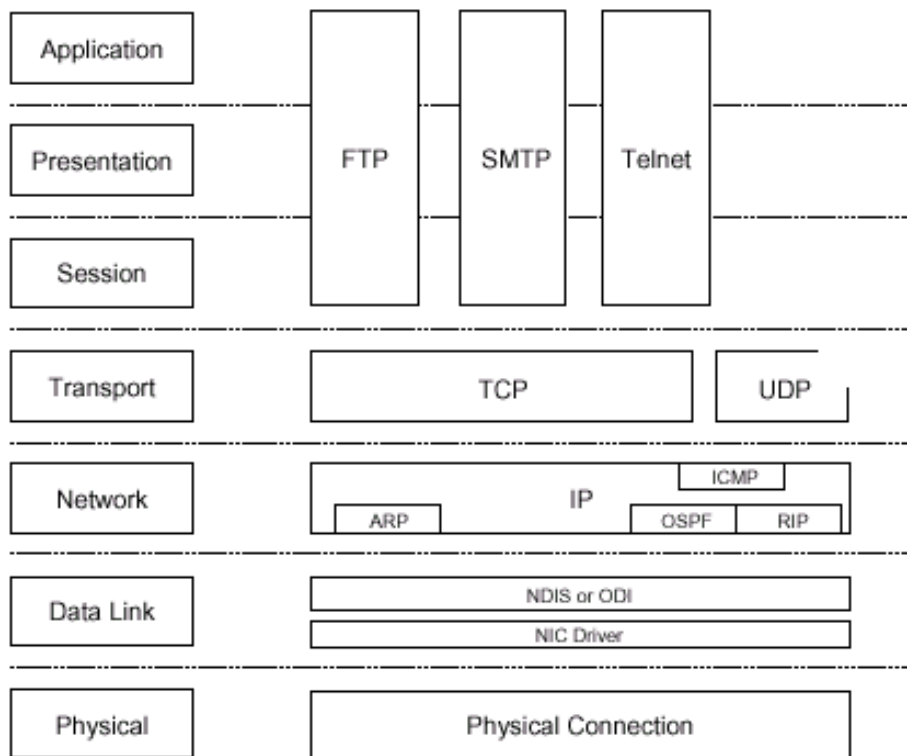 Application
Presentation
FTP
SMTP
Telnet
Session
Transport
TCP
UDP
Network
IP
ICMP
ARP
OSPF
RIP
Data Link
NDIS or ODI
NIC Driver
Physical
Physical Connection